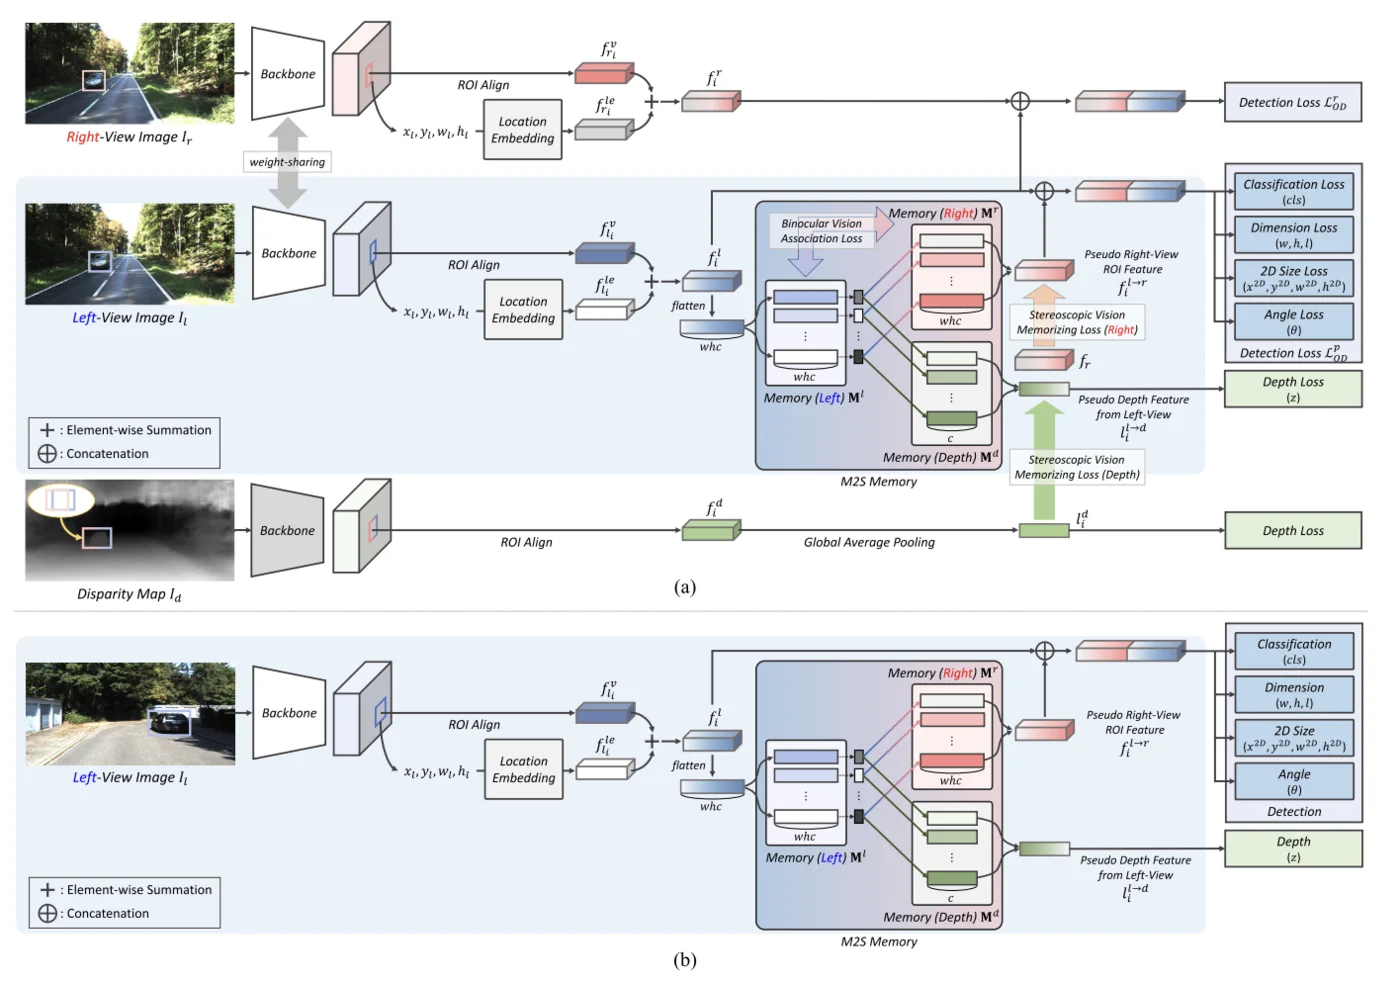 f_{r_i}^{v}
ROI Align
Backbone
f_{r_i}^{le}
f_i^r
x_l, y_l, w_l, h_l
Location
Embedding
Detection Loss ℒ_{OD}^r
Right-View Image I_r
weight-sharing
Backbone
f_{l_i}^{v}
ROI Align
f_{l_i}^{le}
f_i^l
x_l, y_l, w_l, h_l
Location
Embedding
flatten
whc
Left-View Image I_l
Binocular Vision
Association Loss
Memory (Right) M^r
whc
whc
Memory (Left) M^l
c
Memory (Depth) M^d
M2S Memory
Pseudo Right-View
ROI Feature
f_i^{l→r}
Stereoscopic Vision
Memorizing Loss (Right)
f_r
Pseudo Depth Feature
from Left-View
l_i^{l→d}
Stereoscopic Vision
Memorizing Loss (Depth)
Classification Loss
(cls)
Dimension Loss
(w, h, l)
2D Size Loss
(x^{2D}, y^{2D}, w^{2D}, h^{2D})
Angle Loss
(θ)
Detection Loss ℒ_{OD}^p
Depth Loss
(z)
+ : Element-wise Summation
⊕ : Concatenation
Backbone
ROI Align
f_i^d
Global Average Pooling
l_i^d
Depth Loss
Disparity Map I_d
(a)
Backbone
f_{l_i}^{v}
ROI Align
f_{l_i}^{le}
f_i^l
x_l, y_l, w_l, h_l
Location
Embedding
flatten
whc
Left-View Image I_l
Memory (Right) M^r
whc
whc
Memory (Left) M^l
c
Memory (Depth) M^d
M2S Memory
Pseudo Right-View
ROI Feature
f_i^{l→r}
Pseudo Depth Feature
from Left-View
l_i^{l→d}
Classification
(cls)
Dimension
(w, h, l)
2D Size
(x^{2D}, y^{2D}, w^{2D}, h^{2D})
Angle
(θ)
Detection
Depth
(z)
+ : Element-wise Summation
⊕ : Concatenation
(b)